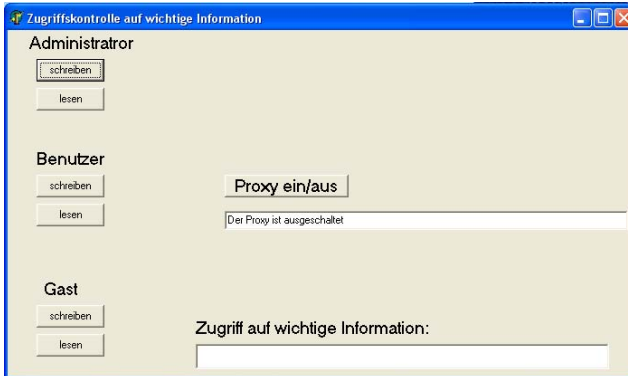 Zugriffskontrolle auf wichtige Information
Administratror
schreiben
lesen
Benutzer
schreiben
Proxy ein/aus
lesen
Der Proxy ist ausgeschaltet
Gast
schreiben
Zugriff auf wichtige Information:
lesen